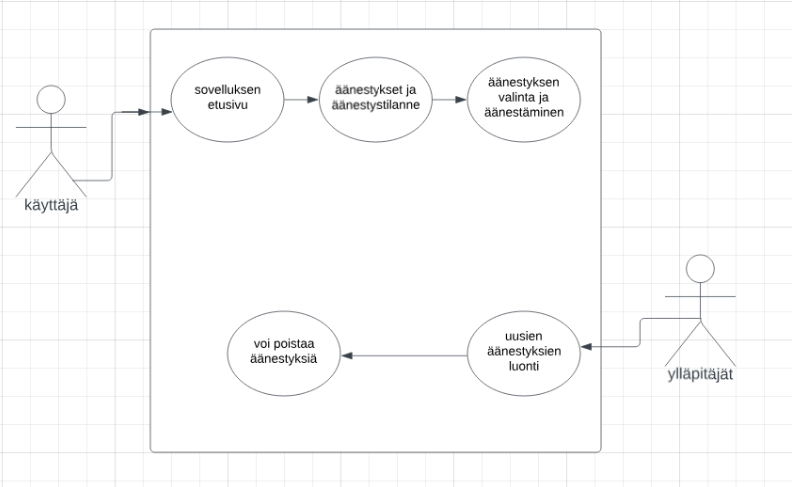 sovelluksen
etusivu
äänestykset ja
äänestystilanne
äänestyksen
valinta ja
äänestäminen
käyttäjä
voi poistaa
äänestyksiä
uusien
äänestyksien
luonti
ylläpitäjät